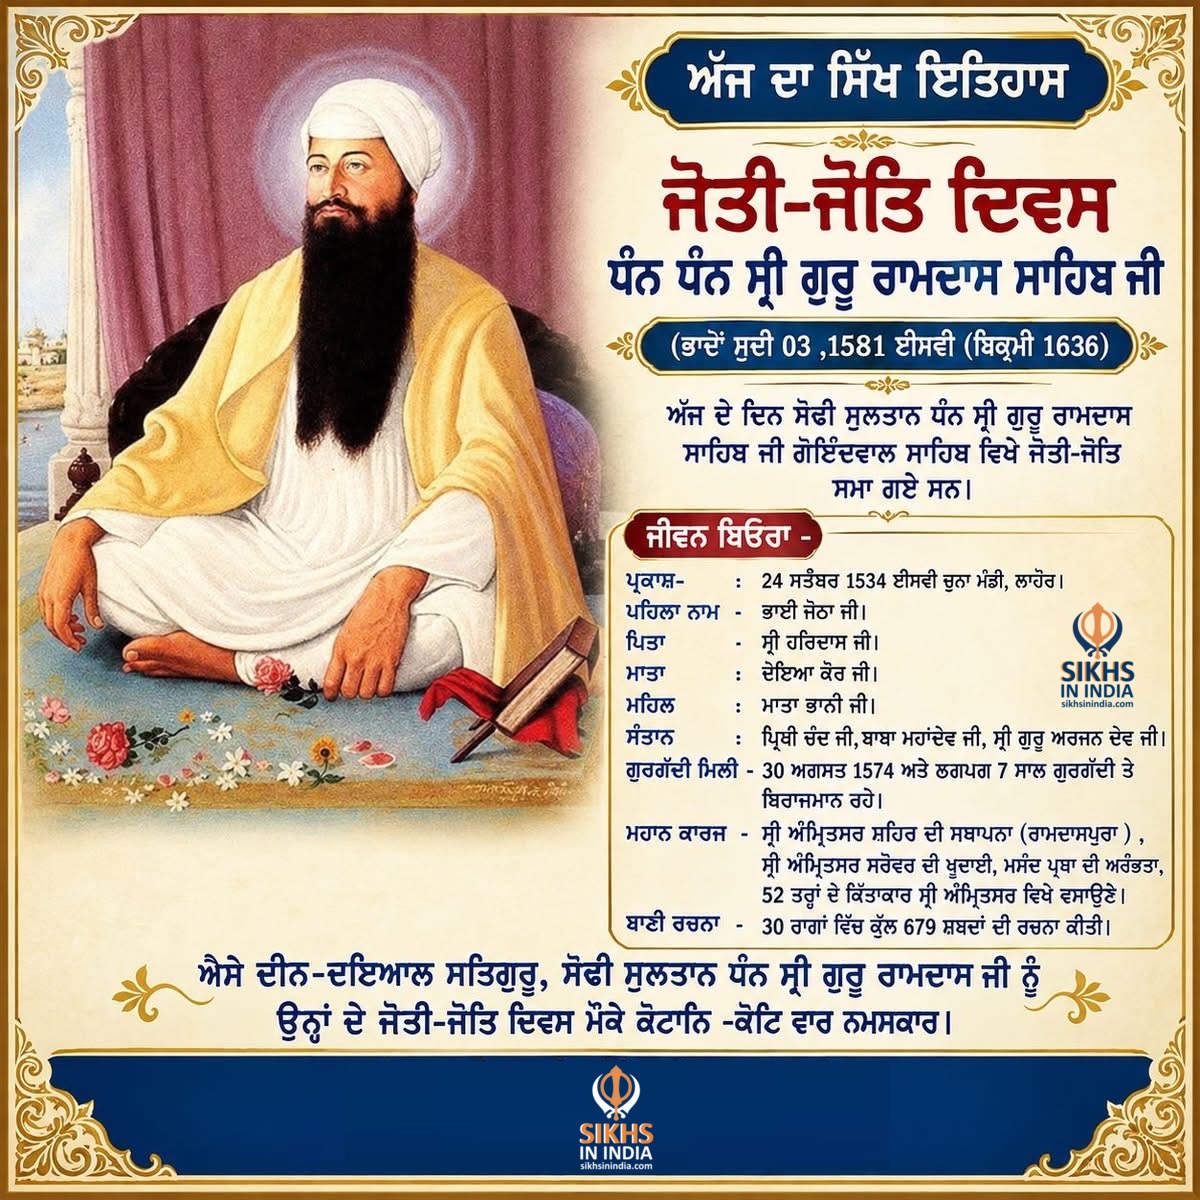 ਅੱਜ ਦਾ ਸਿੱਖ ਇਤਿਹਾਸ
ਜੋਤੀ-ਜੋਤਿ ਦਿਵਸ
ਧੰਨ ਧੰਨ ਸ੍ਰੀ ਗੁਰੂ ਰਾਮਦਾਸ ਸਾਹਿਬ ਜੀ
(ਭਾਦੋਂ ਸੁਦੀ 03 ,1581 ਈਸਵੀ (ਬਿਕ੍ਰਮੀ 1636)
ਅੱਜ ਦੇ ਦਿਨ ਸੋਢੀ ਸੁਲਤਾਨ ਧੰਨ ਸ੍ਰੀ ਗੁਰੂ ਰਾਮਦਾਸ
ਸਾਹਿਬ ਜੀ ਗੋਇੰਦਵਾਲ ਸਾਹਿਬ ਵਿਖੇ ਜੋਤੀ-ਜੋਤਿ
ਸਮਾ ਗਏ ਸਨ।
ਜੀਵਨ ਬਿਓਰਾ -
ਪ੍ਰਕਾਸ਼- : 24 ਸਤੰਬਰ 1534 ਈਸਵੀ ਚੂਨਾ ਮੰਡੀ, ਲਾਹੋਰ।
ਪਹਿਲਾ ਨਾਮ - ਭਾਈ ਜੇਠਾ ਜੀ।
ਪਿਤਾ - ਸ੍ਰੀ ਹਰਿਦਾਸ ਜੀ।
ਮਾਤਾ : ਦੇਇਆ ਕੋਰ ਜੀ।
ਮਹਿਲ : ਮਾਤਾ ਭਾਨੀ ਜੀ।
ਸੰਤਾਨ : ਪ੍ਰਿਥੀ ਚੰਦ ਜੀ, ਬਾਬਾ ਮਹਾਂਦੇਵ ਜੀ, ਸ੍ਰੀ ਗੁਰੂ ਅਰਜਨ ਦੇਵ ਜੀ।
ਗੁਰਗੱਦੀ ਮਿਲੀ - 30 ਅਗਸਤ 1574 ਅਤੇ ਲਗਪਗ 7 ਸਾਲ ਗੁਰਗੱਦੀ ਤੇ
ਬਿਰਾਜਮਾਨ ਰਹੇ।
ਮਹਾਨ ਕਾਰਜ - ਸ੍ਰੀ ਅੰਮ੍ਰਿਤਸਰ ਸ਼ਹਿਰ ਦੀ ਸਥਾਪਨਾ (ਰਾਮਦਾਸਪੁਰਾ ) ,
ਸ੍ਰੀ ਅੰਮ੍ਰਿਤਸਰ ਸਰੋਵਰ ਦੀ ਖੁਦਾਈ, ਮਸੰਦ ਪ੍ਰਥਾ ਦੀ ਅਰੰਭਤਾ,
52 ਤਰ੍ਹਾਂ ਦੇ ਕਿੱਤਾਕਾਰ ਸ੍ਰੀ ਅੰਮ੍ਰਿਤਸਰ ਵਿਖੇ ਵਸਾਉਣੇ।
ਬਾਣੀ ਰਚਨਾ - 30 ਰਾਗਾਂ ਵਿੱਚ ਕੁੱਲ 679 ਸ਼ਬਦਾਂ ਦੀ ਰਚਨਾ ਕੀਤੀ।
SIKHS
IN INDIA
sikhsinindia.com
ਐਸੇ ਦੀਨ-ਦਇਆਲ ਸਤਿਗੁਰੂ, ਸੋਢੀ ਸੁਲਤਾਨ ਧੰਨ ਸ੍ਰੀ ਗੁਰੂ ਰਾਮਦਾਸ ਜੀ ਨੂੰ
ਉਨ੍ਹਾਂ ਦੇ ਜੋਤੀ-ਜੋਤਿ ਦਿਵਸ ਮੌਕੇ ਕੋਟਾਨਿ -ਕੋਟਿ ਵਾਰ ਨਮਸਕਾਰ।
SIKHS
IN INDIA
sikhsinindia.com